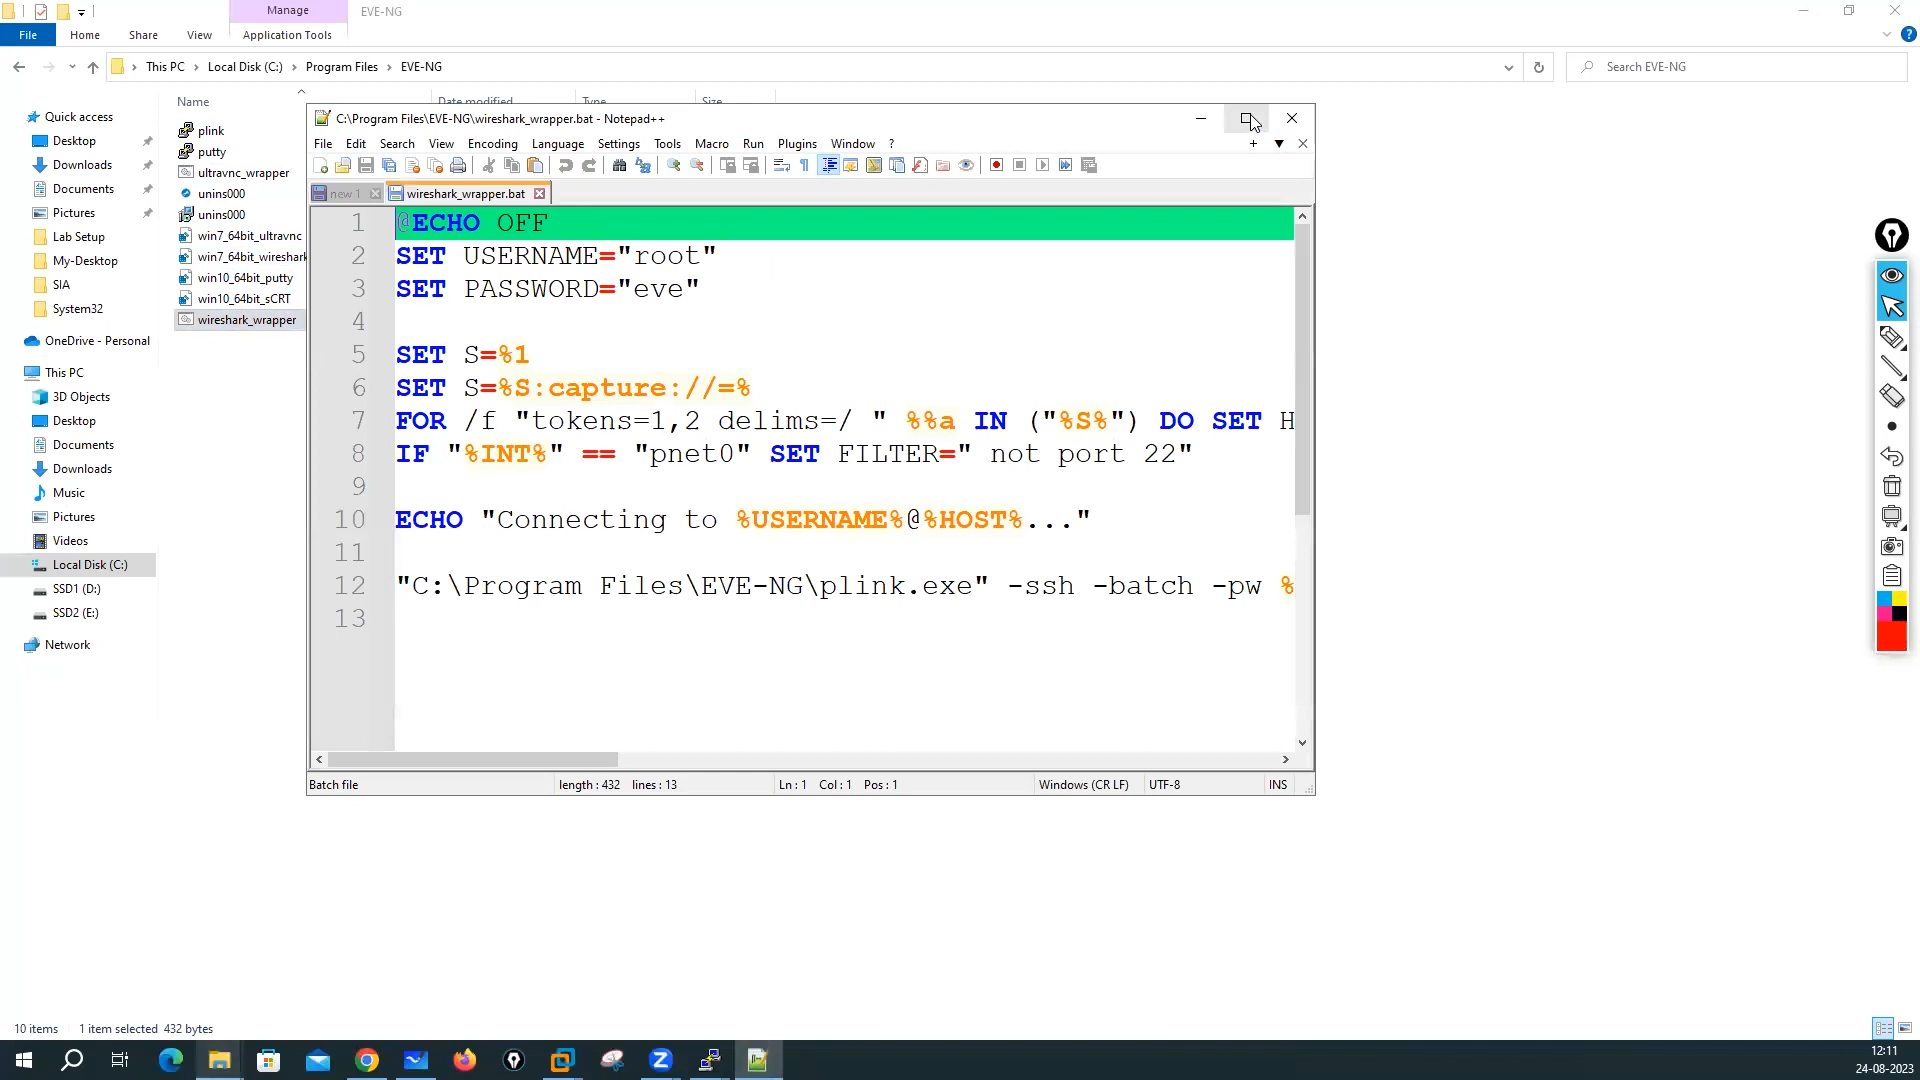 Manage
EVE-NG
File
Home
Share
View
Application Tools
This PC
Local Disk (C:)
Program Files
EVE-NG
Search EVE-NG
Quick access
Desktop
Downloads
Documents
Pictures
Lab Setup
My-Desktop
SIA
System32
OneDrive - Personal
This PC
3D Objects
Desktop
Documents
Downloads
Music
Pictures
Videos
Local Disk (C:)
SSD1 (D:)
SSD2 (E:)
Network
Name
Date modified
Type
Size
plink
putty
ultravnc_wrapper
unins000
unins000
win7_64bit_ultravnc
win7_64bit_wireshark
win10_64bit_putty
win10_64bit_sCRT
wireshark_wrapper
C:\Program Files\EVE-NG\wireshark_wrapper.bat - Notepad++
File Edit Search View Encoding Language Settings Tools Macro Run Plugins Window ?
new 1
wireshark_wrapper.bat
1 @ECHO OFF
2 SET USERNAME="root"
3 SET PASSWORD="eve"
4
5 SET S=%1
6 SET S=%S:capture://=%
7 FOR /f "tokens=1,2 delims=/ " %%a IN ("%S%") DO SET H
8 IF "%INT%" == "pnet0" SET FILTER=" not port 22"
9
10 ECHO "Connecting to %USERNAME%@%HOST%..."
11
12 "C:\Program Files\EVE-NG\plink.exe" -ssh -batch -pw %
13
Batch file
length : 432 lines : 13
Ln : 1 Col : 1 Pos : 1
Windows (CR LF)
UTF-8
INS
10 items
1 item selected 432 bytes
12:11
24-08-2023